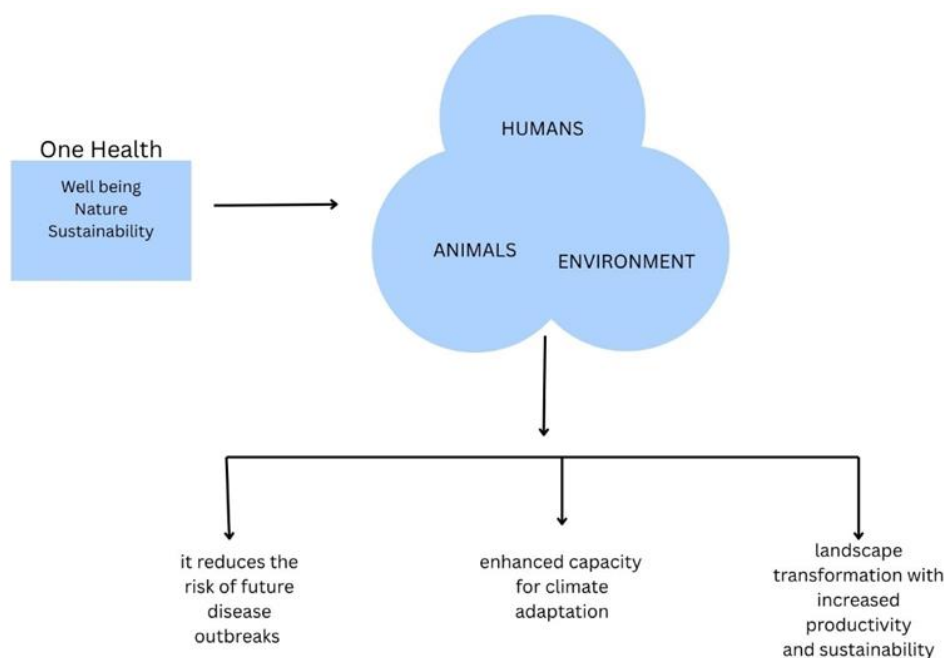 One Health
Well being
Nature
Sustainability
HUMANS
ANIMALS
ENVIRONMENT
it reduces the
risk of future
disease
outbreaks
enhanced capacity
for climate
adaptation
landscape
transformation with
increased
productivity
and sustainability